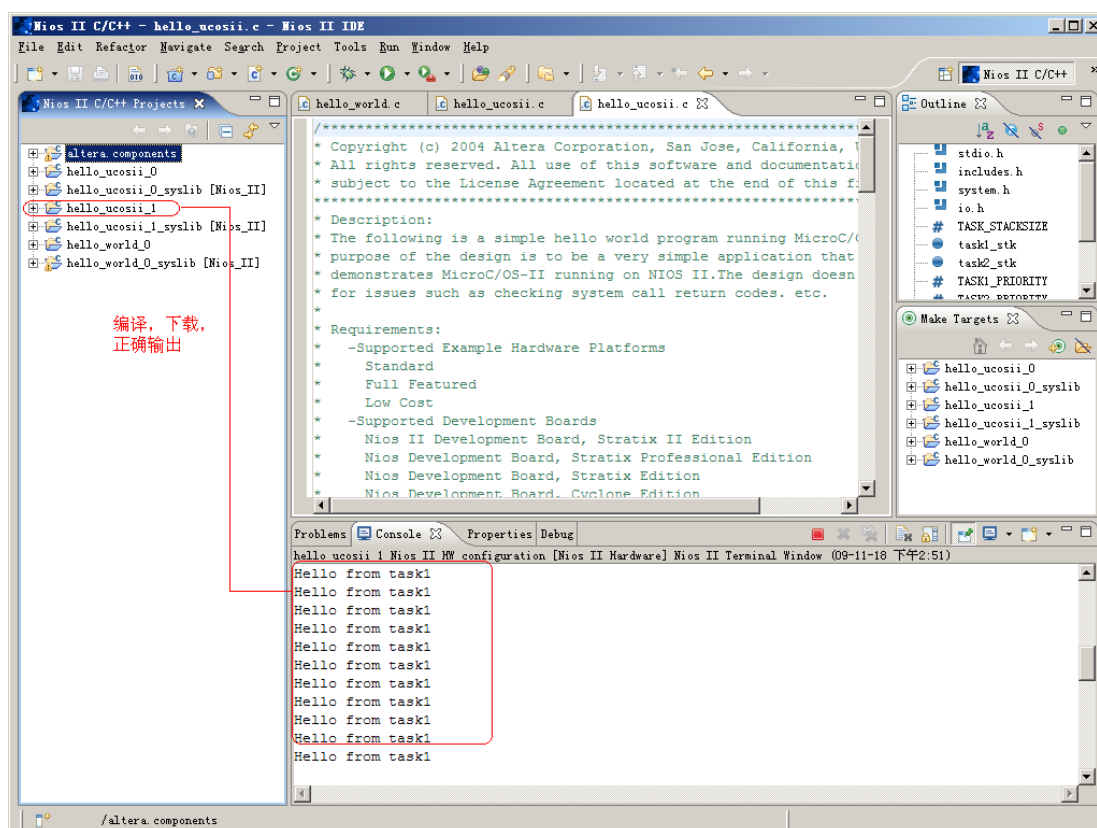 Nios II C/C++ - hello_ucosii.c - Nios II IDE
File Edit Refactor Navigate Search Project Tools Run Window Help
Nios II C/C++
Nios II C/C++ Projects
altera.components
hello_ucosii_0
hello_ucosii_0_syslib [Nios_II]
hello_ucosii_1
hello_ucosii_1_syslib [Nios_II]
hello_world_0
hello_world_0_syslib [Nios_II]
编译，下载，
正确输出
hello_world.c hello_ucosii.c hello_ucosii.c
/**************************************************************
* Copyright (c) 2004 Altera Corporation, San Jose, California,
* All rights reserved. All use of this software and documentatio
* subject to the License Agreement located at the end of this f
***************************************************************
* Description:
* The following is a simple hello world program running MicroC/
* purpose of the design is to be a very simple application that
* demonstrates MicroC/OS-II running on NIOS II.The design doesn
* for issues such as checking system call return codes. etc.
*
* Requirements:
* -Supported Example Hardware Platforms
* Standard
* Full Featured
* Low Cost
* -Supported Development Boards
* Nios II Development Board, Stratix II Edition
* Nios Development Board, Stratix Professional Edition
* Nios Development Board, Stratix Edition
* Nios Development Board, Cyclone Edition
Outline
stdio.h
includes.h
system.h
io.h
TASK_STACKSIZE
task1_stk
task2_stk
TASK1_PRIORITY
TASK2_PRIORITY
Make Targets
hello_ucosii_0
hello_ucosii_0_syslib
hello_ucosii_1
hello_ucosii_1_syslib
hello_world_0
hello_world_0_syslib
Problems Console Properties Debug
hello_ucosii_1 Nios II HW configuration [Nios II Hardware] Nios II Terminal Window (09-11-18 下午2:51)
Hello from task1
Hello from task1
Hello from task1
Hello from task1
Hello from task1
Hello from task1
Hello from task1
Hello from task1
Hello from task1
Hello from task1
Hello from task1
/altera.components